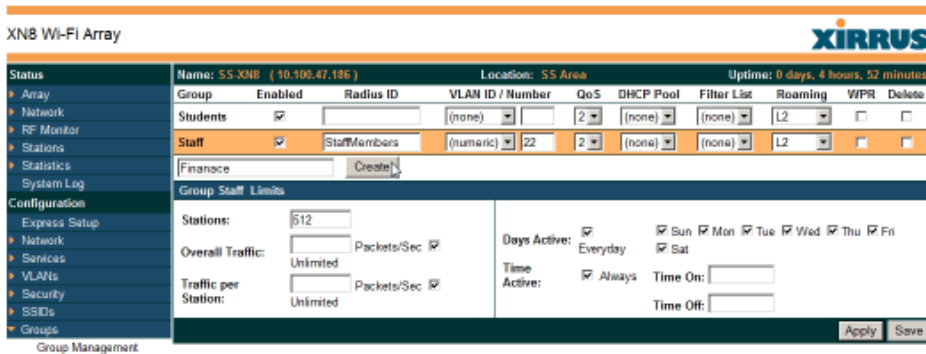 XN8 Wi-Fi Array
XIRRUS
Status
Array
Network
RF Monitor
Stations
Statistics
System Log
Configuration
Express Setup
Network
Services
VLANs
Security
SSIDs
Groups
Group Management
Name: SS-XN8 ( 10.100.47.186 ) Location: SS Area Uptime: 0 days, 4 hours, 52 minutes
Group Enabled Radius ID VLAN ID / Number QoS DHCP Pool Filter List Roaming WPR Delete
Students (none) 2 (none) (none) L2
Staff StaffMembers (numeric) 22 2 (none) (none) L2
Finanace Create
Group Staff Limits
Stations: 512
Overall Traffic: Packets/Sec
Unlimited
Traffic per Station: Packets/Sec
Unlimited
Days Active: Everyday Sun Mon Tue Wed Thu Fri
Sat
Time Active: Always Time On:
Time Off:
Apply Save